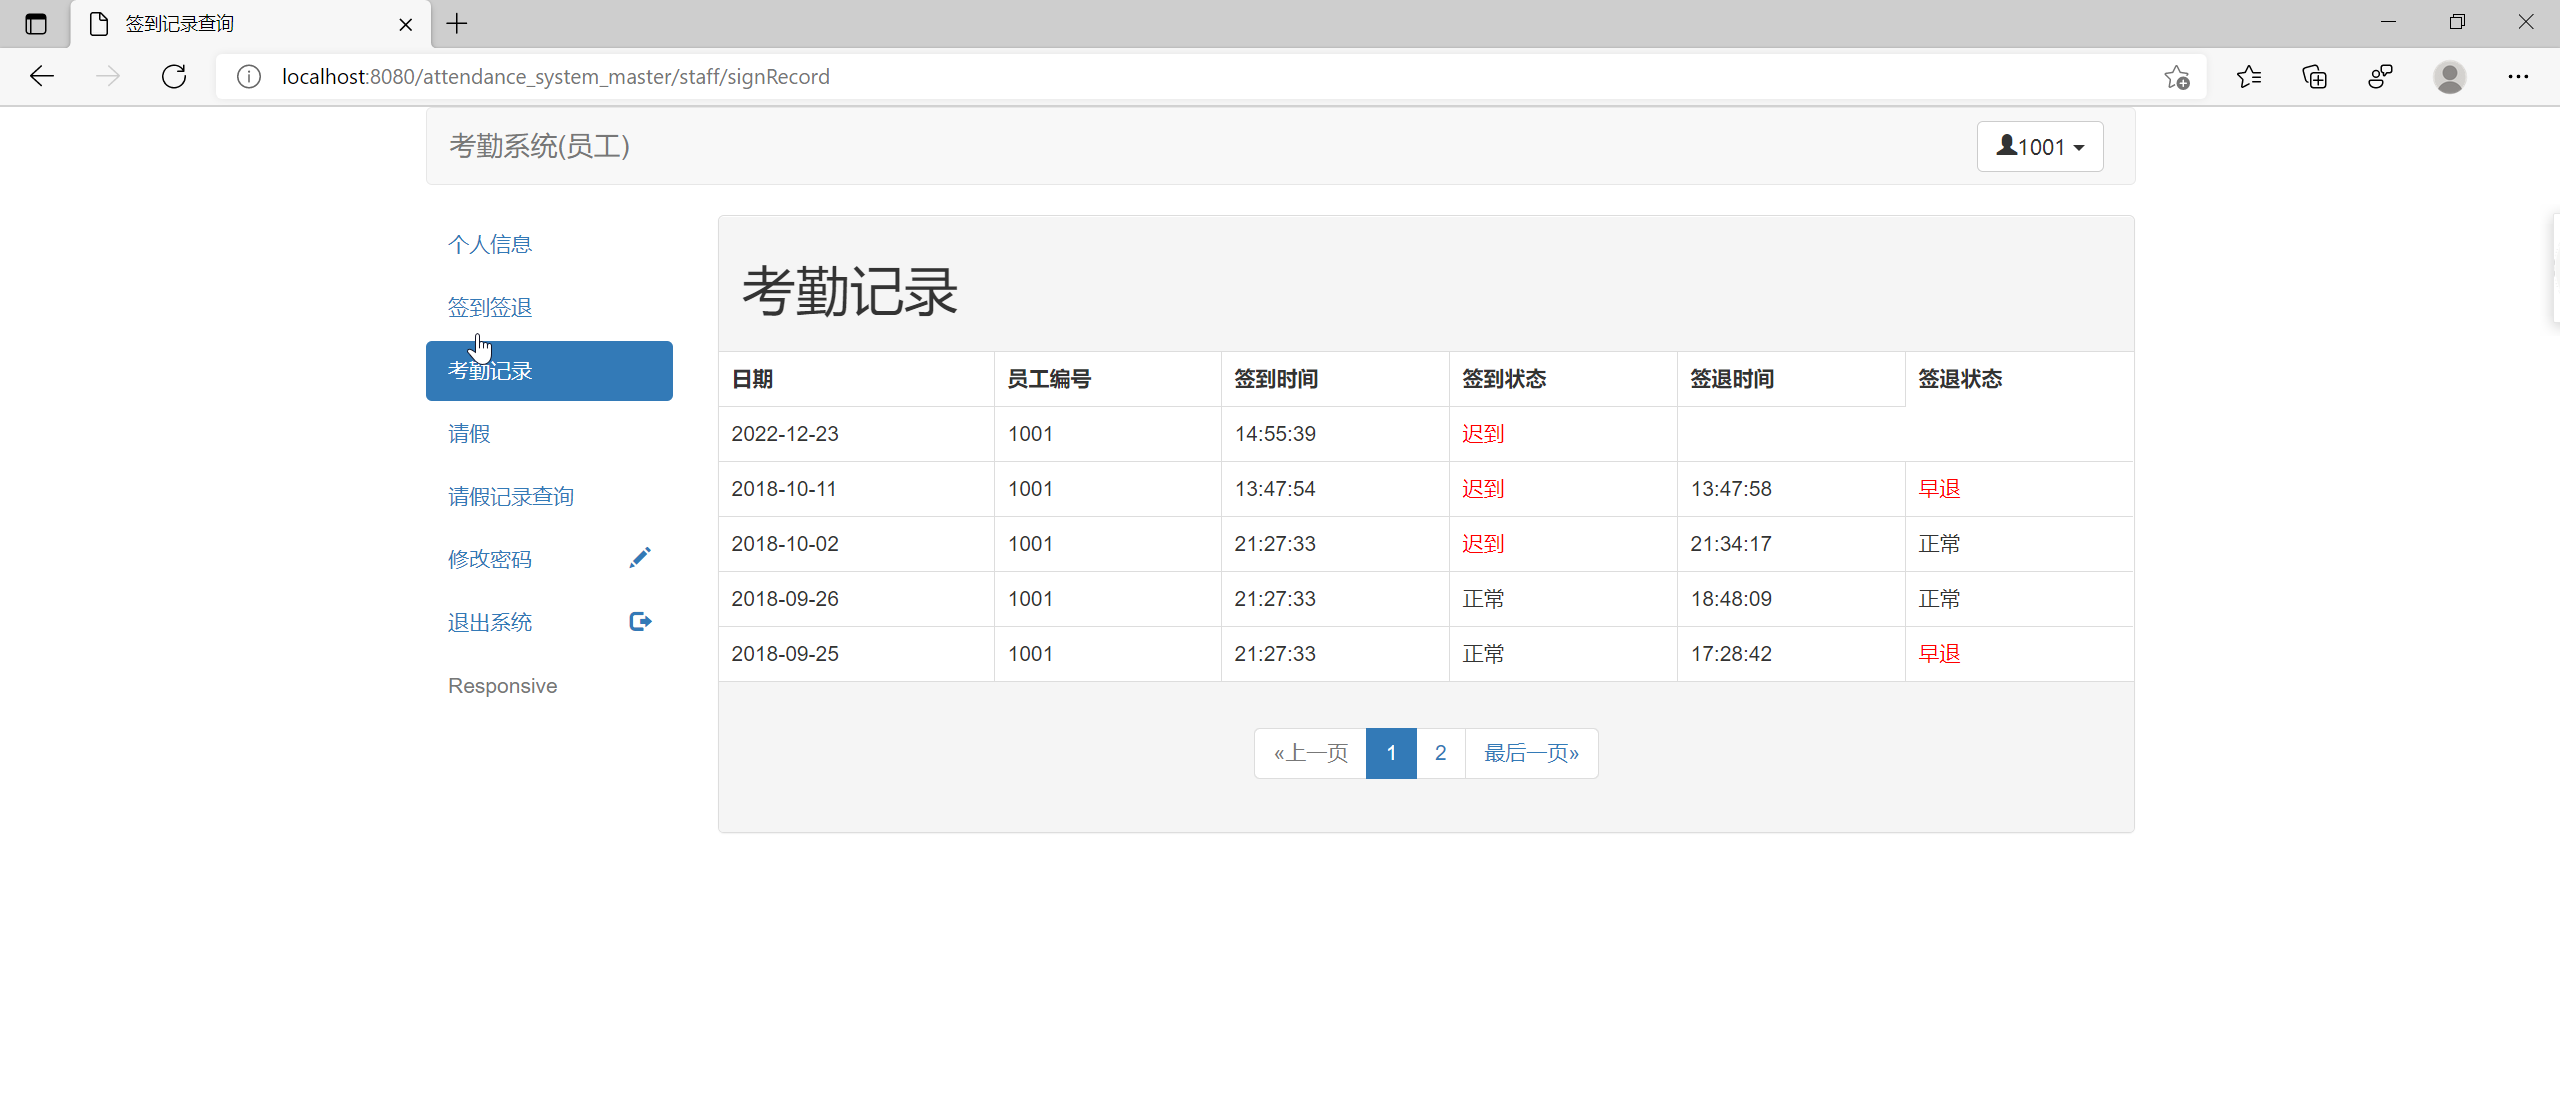 签到记录查询
localhost:8080/attendance_system_master/staff/signRecord
考勤系统(员工)
1001
个人信息
签到签退
考勤记录
请假
请假记录查询
修改密码
退出系统
Responsive
考勤记录
日期 员工编号 签到时间 签到状态 签退时间 签退状态
2022-12-23 1001 14:55:39 迟到
2018-10-11 1001 13:47:54 迟到 13:47:58 早退
2018-10-02 1001 21:27:33 迟到 21:34:17 正常
2018-09-26 1001 21:27:33 正常 18:48:09 正常
2018-09-25 1001 21:27:33 正常 17:28:42 早退
«上一页 1 2 最后一页»